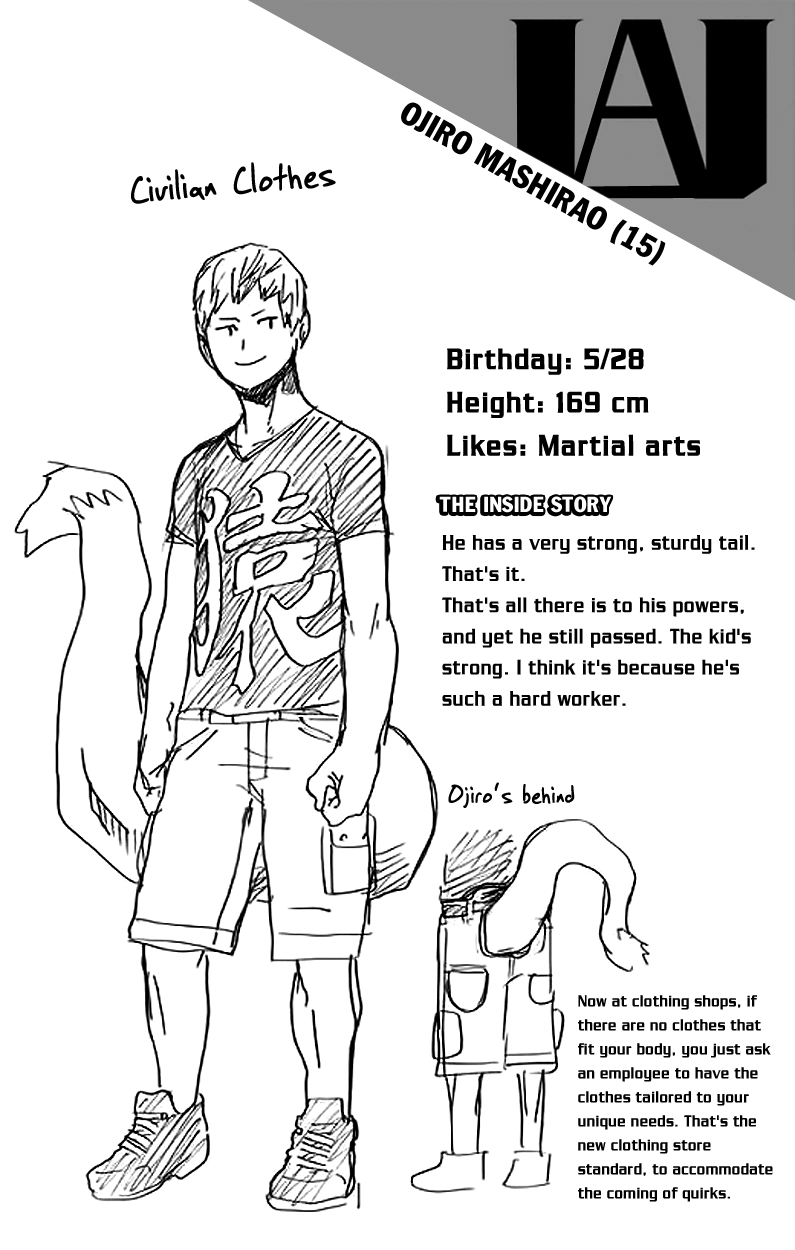 UA
OJIRO MASHIRAO (15)
Civilian Clothes
Birthday: 5/28
Height: 169 cm
Likes: Martial arts
THE INSIDE STORY
He has a very strong, sturdy tail.
That's it.
That's all there is to his powers,
and yet he still passed. The kid's
strong. I think it's because he's
such a hard worker.
Ojiro's behind
Now at clothing shops, if
there are no clothes that
fit your body, you just ask
an employee to have the
clothes tailored to your
unique needs. That's the
new clothing store
standard, to accommodate
the coming of quirks.